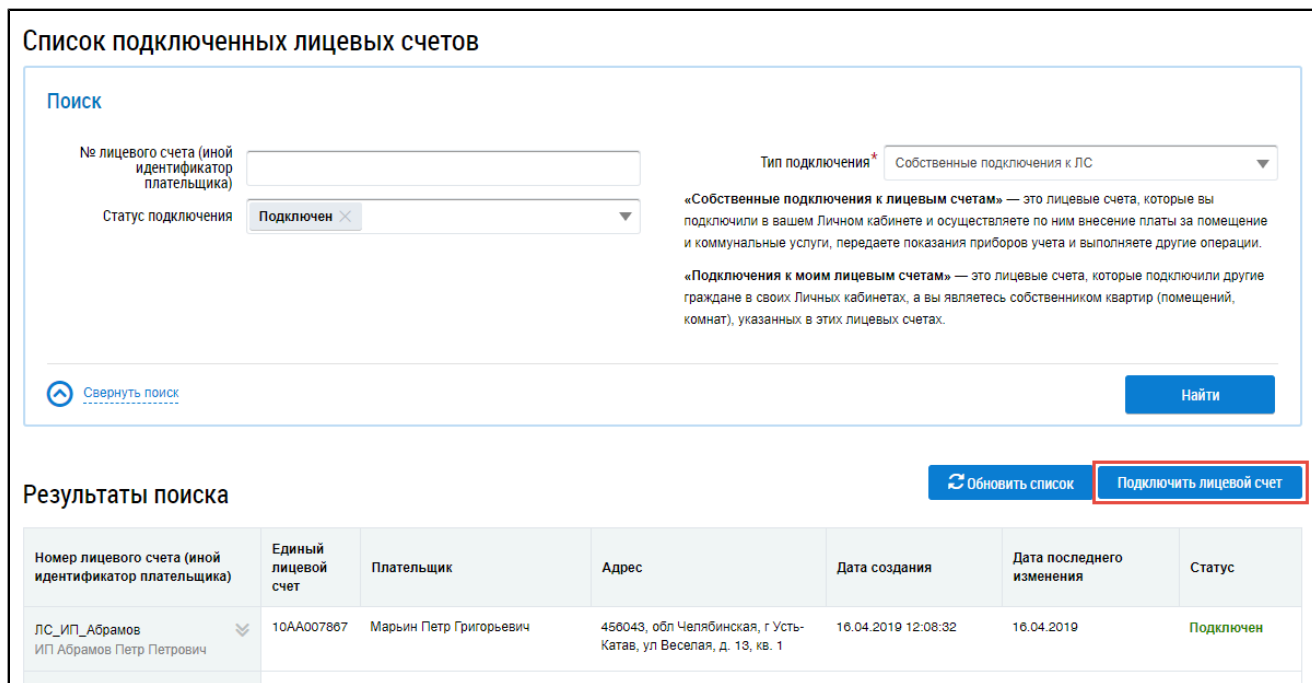 Список подключенных лицевых счетов
Поиск
№ лицевого счета (иной
идентификатор
плательщика)
Тип подключения*
Собственные подключения к ЛС
Статус подключения
Подключен
«Собственные подключения к лицевым счетам» — это лицевые счета, которые вы
подключили в вашем Личном кабинете и осуществляете по ним внесение платы за помещение
и коммунальные услуги, передаете показания приборов учета и выполняете другие операции.
«Подключения к моим лицевым счетам» — это лицевые счета, которые подключили другие
граждане в своих Личных кабинетах, а вы являетесь собственником квартир (помещений,
комнат), указанных в этих лицевых счетах.
Свернуть поиск
Найти
Результаты поиска
Обновить список
Подключить лицевой счет
Номер лицевого счета (иной
идентификатор плательщика)
Единый
лицевой
счет
Плательщик
Адрес
Дата создания
Дата последнего
изменения
Статус
ЛС_ИП_Абрамов
ИП Абрамов Петр Петрович
10АА007867
Марьин Петр Григорьевич
456043, обл Челябинская, г Усть-
Катав, ул Веселая, д. 13, кв. 1
16.04.2019 12:08:32
16.04.2019
Подключен